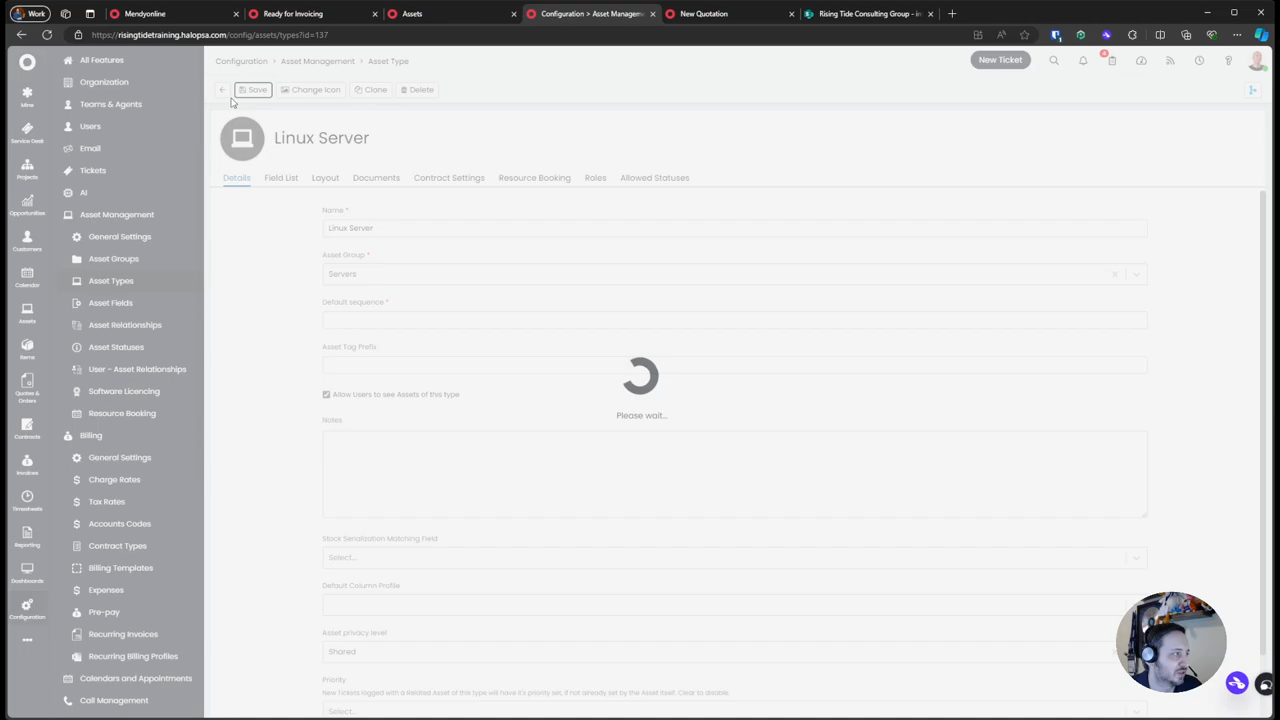 Work
Mendyonline
Ready for Invoicing
Assets
Configuration > Asset Managem
New Quotation
Rising Tide Consulting Group - in
https://risingtidetraining.halopsa.com/config/assets/types?id=137
Mine
Service Desk
Projects
Opportunities
Customers
Calendar
Assets
Items
Quotes &
Orders
Contracts
Invoices
Timesheets
Reporting
Dashboards
Configuration
All Features
Organization
Teams & Agents
Users
Email
Tickets
AI
Asset Management
General Settings
Asset Groups
Asset Types
Asset Fields
Asset Relationships
Asset Statuses
User - Asset Relationships
Software Licencing
Resource Booking
Billing
General Settings
Charge Rates
Tax Rates
Accounts Codes
Contract Types
Billing Templates
Expenses
Pre-pay
Recurring Invoices
Recurring Billing Profiles
Calendars and Appointments
Call Management
Configuration > Asset Management > Asset Type
New Ticket
4
Save
Change Icon
Clone
Delete
Linux Server
Details
Field List
Layout
Documents
Contract Settings
Resource Booking
Roles
Allowed Statuses
Name *
Linux Server
Asset Group *
Servers
Default sequence *
Asset Tag Prefix
Allow Users to see Assets of this type
Please wait...
Notes
Stock Serialization Matching Field
Select...
Default Column Profile
Asset privacy level
Shared
Priority
New Tickets logged with a Related Asset of this type will have it's priority set, if not already set by the Asset itself. Clear to disable.
Select...